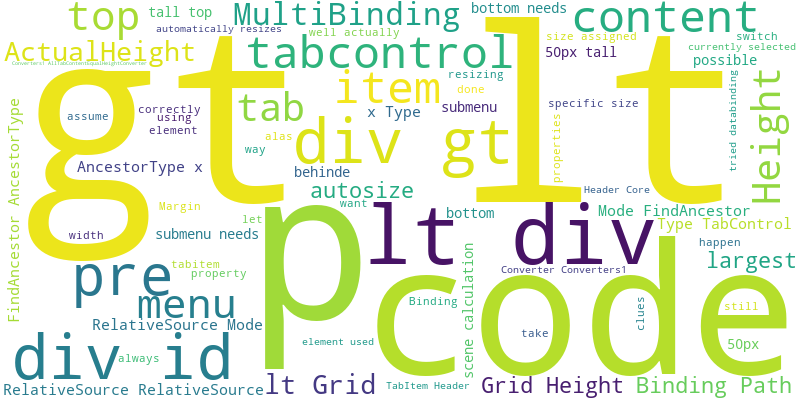 top
tall top
MultiBinding
bottom needs
content
automatically resizes
well actually
size assigned
switch
ActualHeight
tabcontrol
50px tall
currently selected
possible
Converters1 AllTabContentEqualHeightConverter
gt
lt
resizing
item
done
tab
x Type
submenu
specific size
correctly
assume
using
element
div gt
alas
way
properties
tried databinding
Height
AncestorType x
behinde
autosize
Header Core
FindAncestor AncestorType
Margin
want
let
p
lt div
bottom
Mode FindAncestor
Type TabControl
width
submenu needs
happen
largest
pre
tabitem
property
menu
code
Converter Converters1
scene calculation
Binding
clues
still
take
RelativeSource Mode
div id
always
element used
50px
RelativeSource RelativeSource
lt Grid
TabItem Header
Grid Height
Binding Path